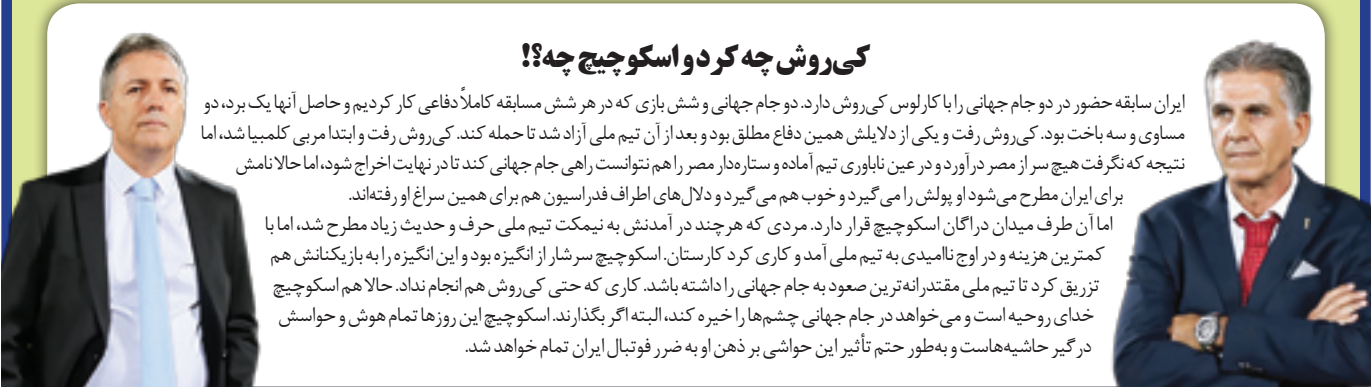 کی‌روش چه کرد و اسکوچیچ چه؟!
ایران سابقه حضور در دو جام جهانی را با کارلوس کی‌روش دارد. دو جام جهانی و شش بازی که در هر شش مسابقه کاملاً دفاعی کار کردیم و حاصل آنها یک برد، دو
مساوی و سه باخت بود. کی‌روش رفت و یکی از دلایلش همین دفاع مطلق بود و بعد از آن تیم ملی آزاد شد تا حمله کند. کی‌روش رفت و ابتدا مربی کلمبیا شد، اما
نتیجه که نگرفت هیچ سر از مصر درآورد و در عین ناباوری تیم آماده و ستاره‌دار مصر را هم نتوانست راهی جام جهانی کند تا در نهایت اخراج شود، اما حالا نامش
برای ایران مطرح می‌شود او پولش را می‌گیرد و خوب هم می‌گیرد و دلال‌های اطراف فدراسیون هم برای همین سراغ او رفته‌اند.
اما آن طرف میدان دراگان اسکوچیچ قرار دارد. مردی که هرچند در آمدنش به نیمکت تیم ملی حرف و حدیث زیاد مطرح شد، اما با
کمترین هزینه و در اوج ناامیدی به تیم ملی آمد و کاری کرد کارستان. اسکوچیچ سرشار از انگیزه بود و این انگیزه را به بازیکنانش هم
تزریق کرد تا تیم ملی مقتدرانه‌ترین صعود به جام جهانی را داشته باشد. کاری که حتی کی‌روش هم انجام نداد. حالا هم اسکوچیچ
خدای روحیه است و می‌خواهد در جام جهانی چشم‌ها را خیره کند، البته اگر بگذارند. اسکوچیچ این روزها تمام هوش و حواسش
درگیر حاشیه‌هاست و به‌طور حتم تأثیر این حواشی بر ذهن او به ضرر فوتبال ایران تمام خواهد شد.